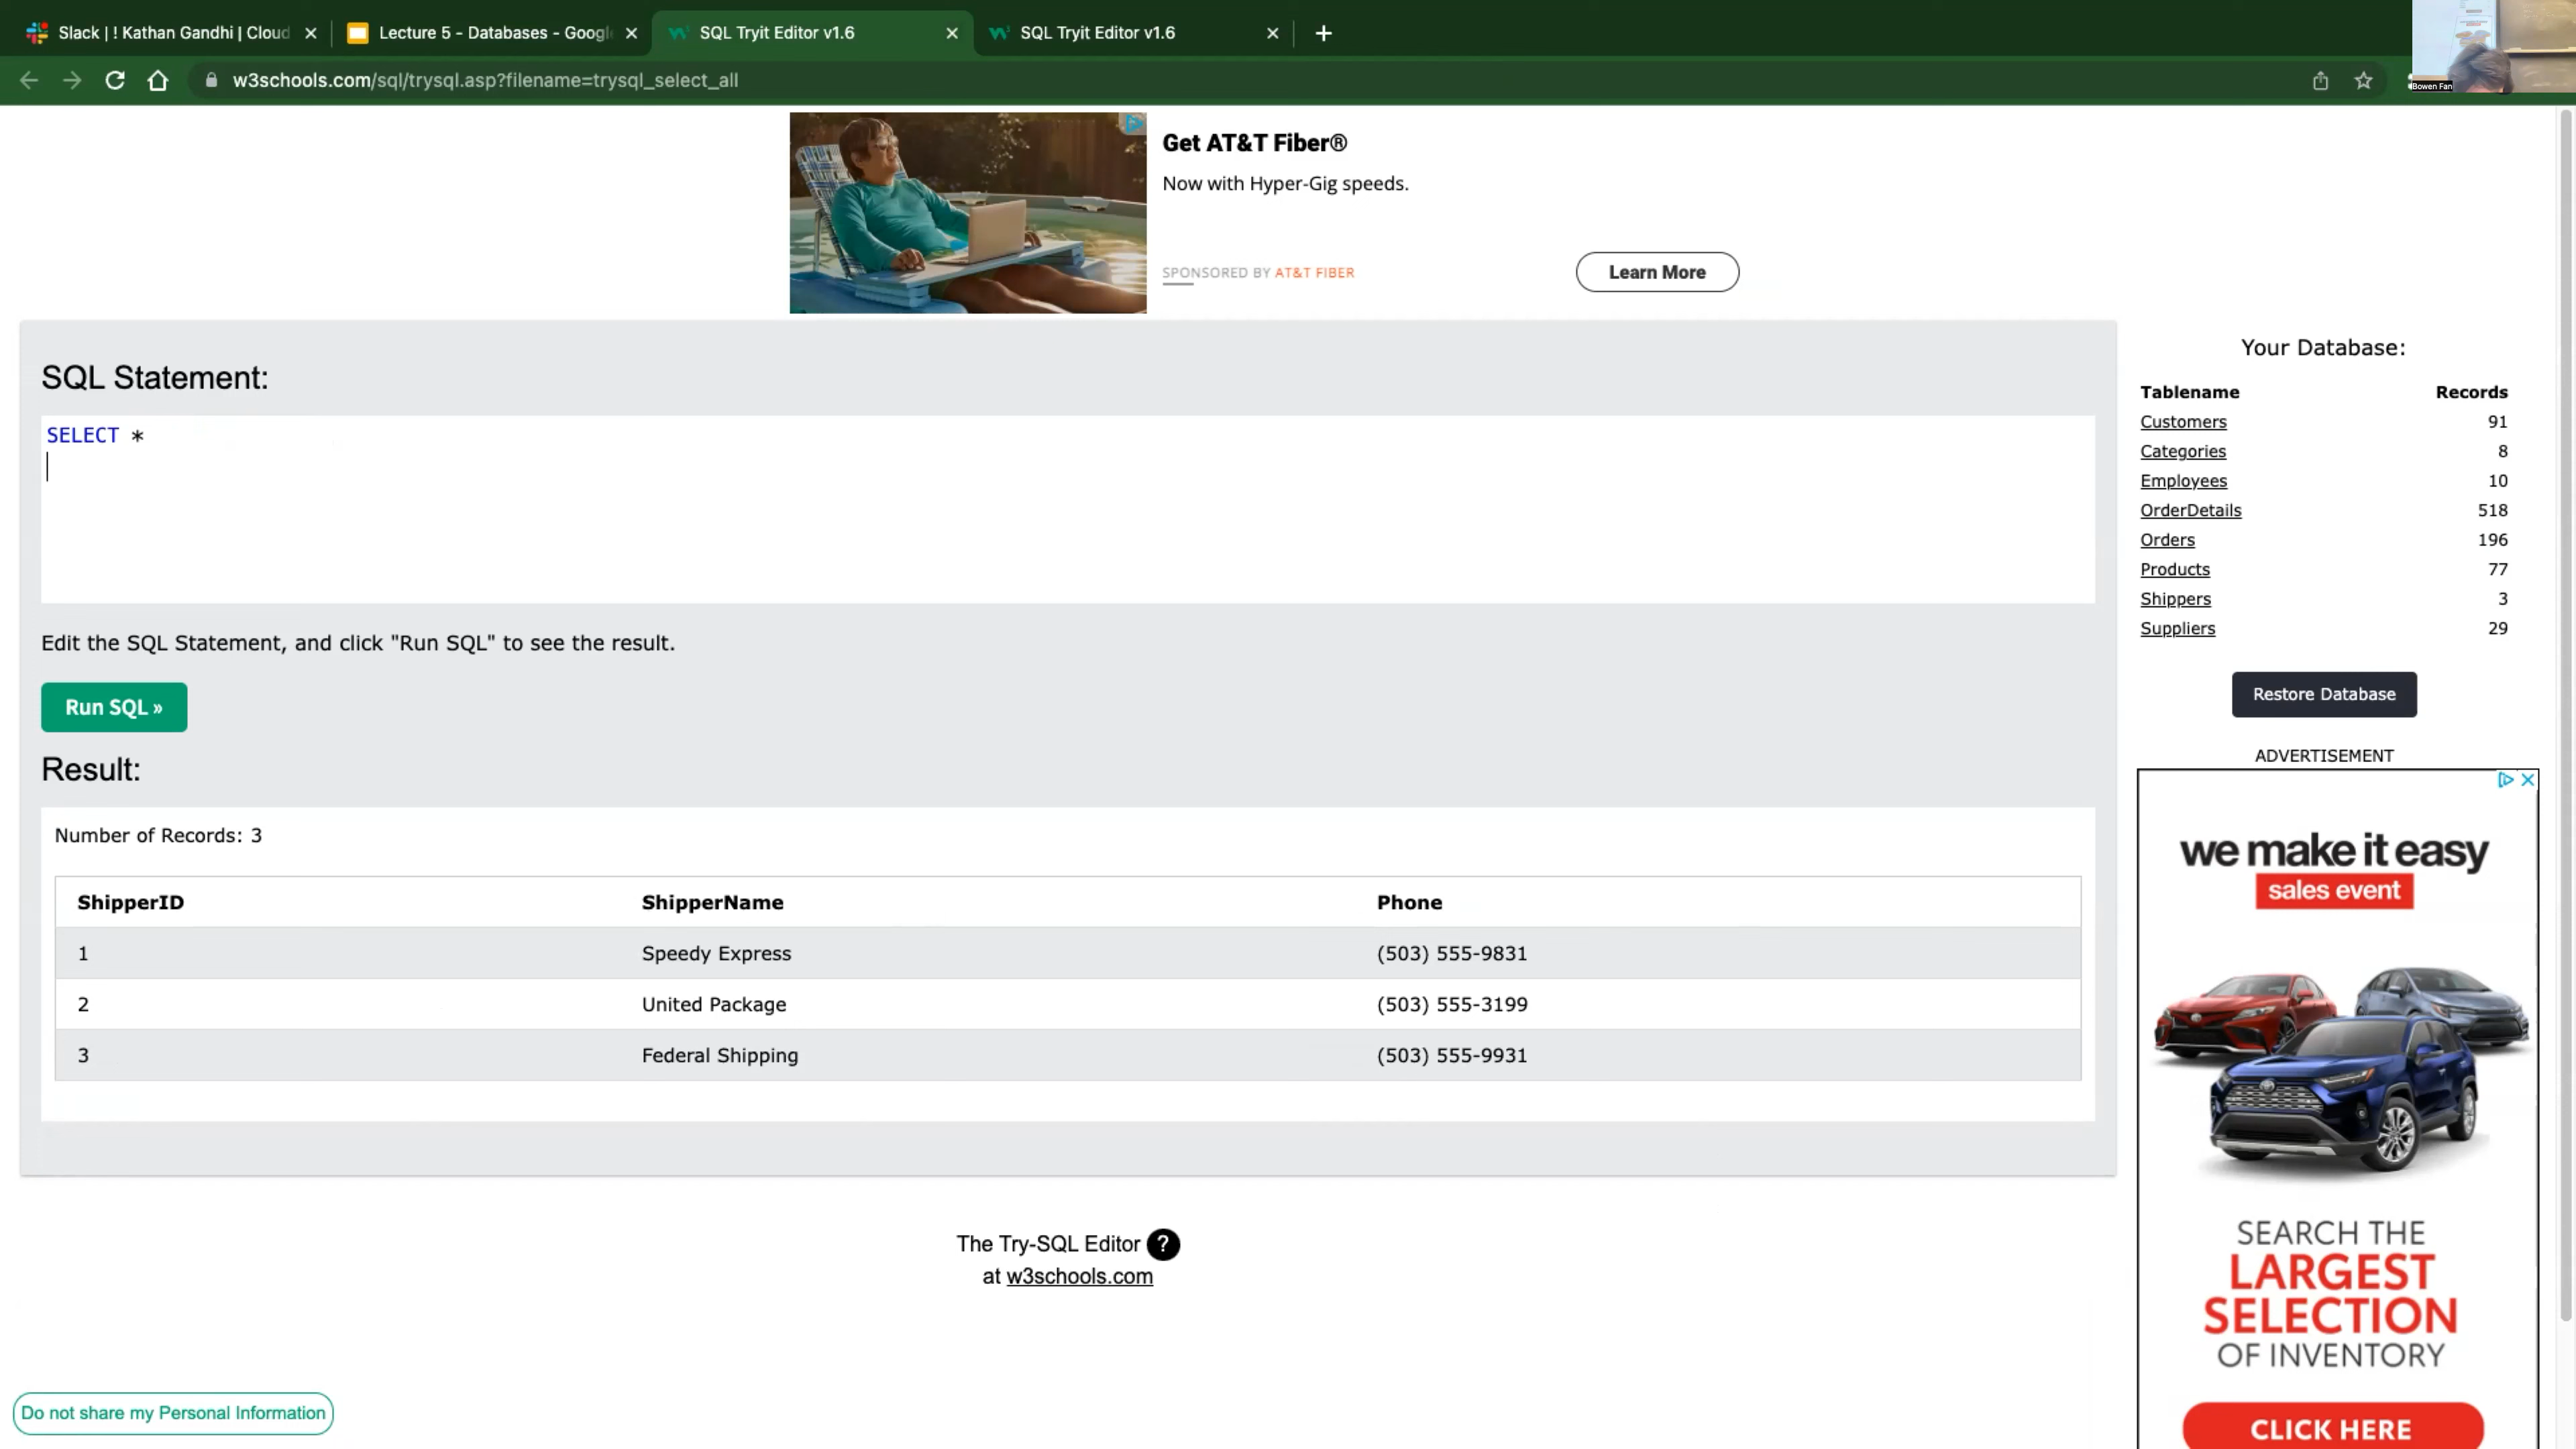 Slack | ! Kathan Gandhi | Cloud
Lecture 5 - Databases - Googl
SQL Tryit Editor v1.6
SQL Tryit Editor v1.6
w3schools.com/sql/trysql.asp?filename=trysql_select_all
Bowen Fan
Get AT&T Fiber®
Now with Hyper-Gig speeds.
SPONSORED BY AT&T FIBER
Learn More
SQL Statement:
SELECT *
Edit the SQL Statement, and click "Run SQL" to see the result.
Run SQL »
Result:
Number of Records: 3
ShipperID ShipperName Phone
1 Speedy Express (503) 555-9831
2 United Package (503) 555-3199
3 Federal Shipping (503) 555-9931
The Try-SQL Editor ?
at w3schools.com
Do not share my Personal Information
Your Database:
Tablename Records
Customers 91
Categories 8
Employees 10
OrderDetails 518
Orders 196
Products 77
Shippers 3
Suppliers 29
Restore Database
ADVERTISEMENT
we make it easy
sales event
SEARCH THE
LARGEST
SELECTION
OF INVENTORY
CLICK HERE